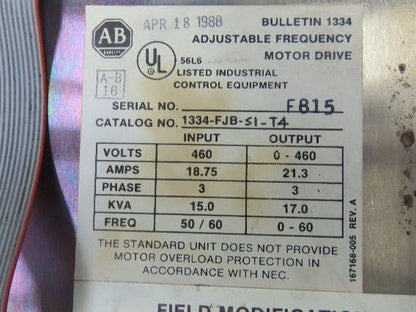 AB
QUALITY
APR 18 1988
BULLETIN 1334
ADJUSTABLE FREQUENCY
MOTOR DRIVE
UL
56L6
LISTED INDUSTRIAL
CONTROL EQUIPMENT
A-B
16
SERIAL NO. F815
CATALOG NO. 1334-FJB-S1-T4
INPUT OUTPUT
VOLTS 460 0 - 460
AMPS 18.75 21.3
PHASE 3 3
KVA 15.0 17.0
FREQ 50 / 60 0 - 60
THE STANDARD UNIT DOES NOT PROVIDE
MOTOR OVERLOAD PROTECTION IN
ACCORDANCE WITH NEC.
167168-005 REV. A
FIELD MODIFICATION